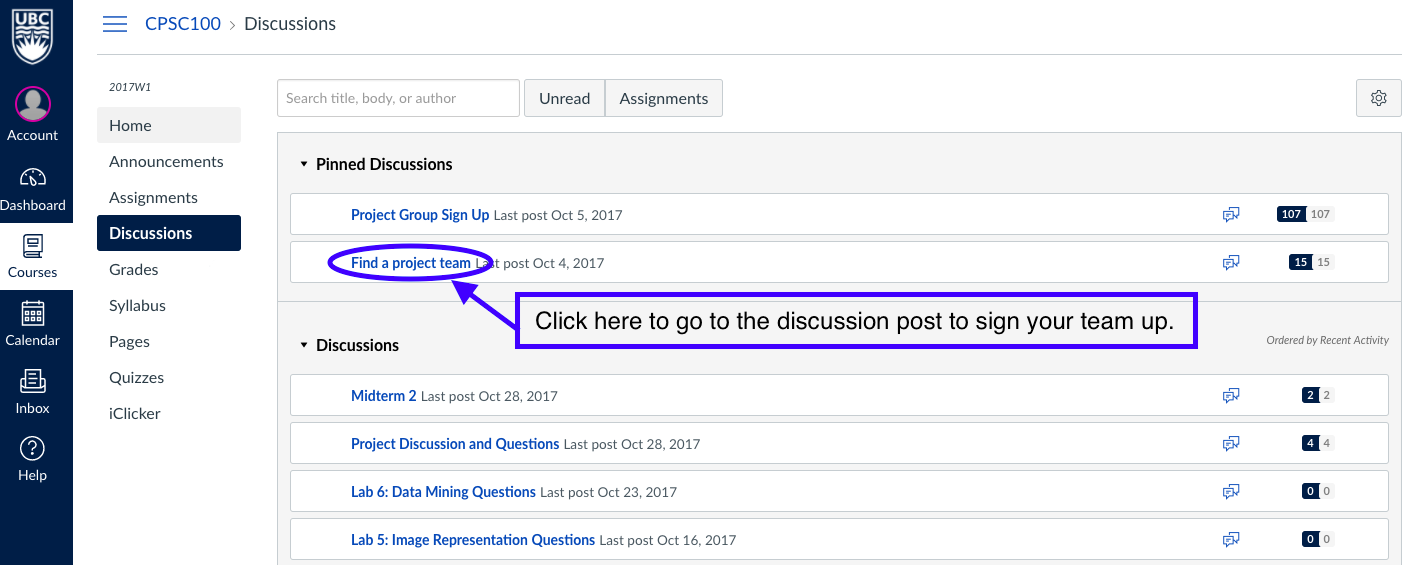 UBC
CPSC100 > Discussions
Account
Dashboard
Courses
Calendar
Inbox
Help
2017W1
Home
Announcements
Assignments
Discussions
Grades
Syllabus
Pages
Quizzes
iClicker
Search title, body, or author
Unread
Assignments
Pinned Discussions
Project Group Sign Up Last post Oct 5, 2017 107 107
Find a project team Last post Oct 4, 2017 15 15
Click here to go to the discussion post to sign your team up.
Discussions
Ordered by Recent Activity
Midterm 2 Last post Oct 28, 2017 2 2
Project Discussion and Questions Last post Oct 28, 2017 4 4
Lab 6: Data Mining Questions Last post Oct 23, 2017 0 0
Lab 5: Image Representation Questions Last post Oct 16, 2017 0 0